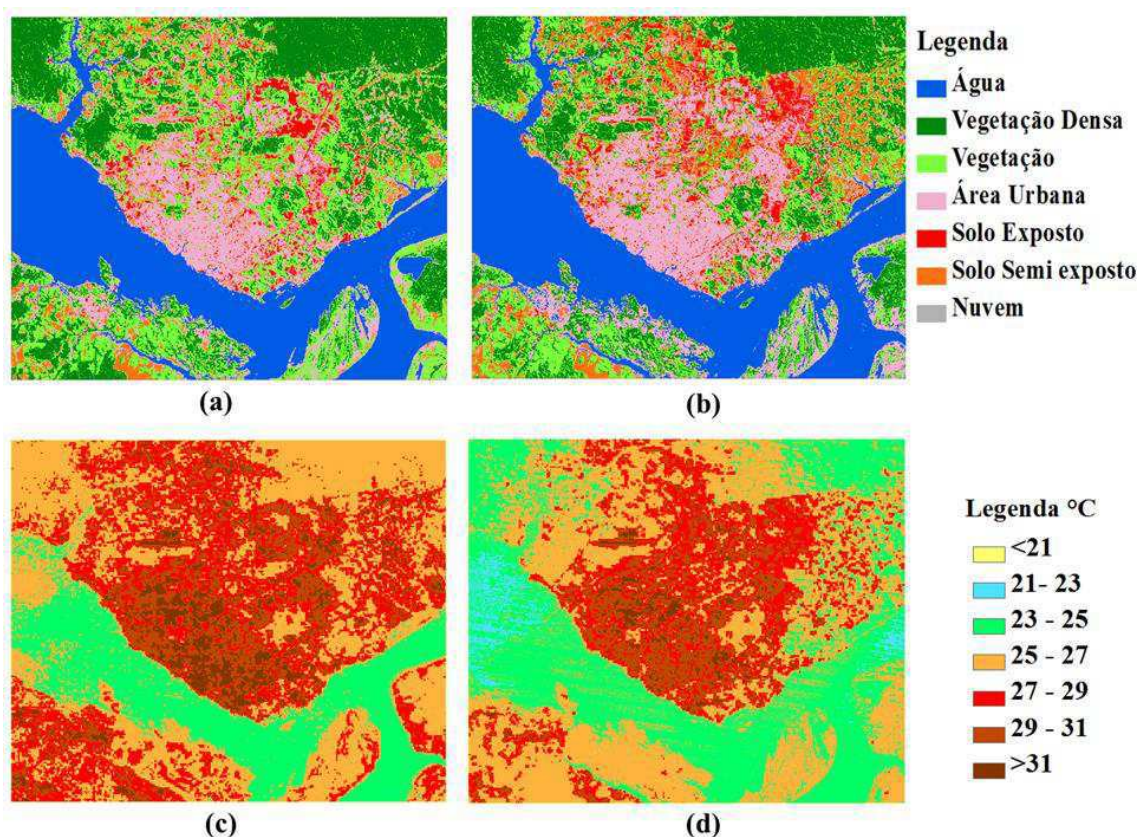 Legenda
Água
Vegetação Densa
Vegetação
Área Urbana
Solo Exposto
Solo Semi exposto
Nuvem
(a)
(b)
Legenda °C
<21
21- 23
23 - 25
25 - 27
27 - 29
29 - 31
>31
(c)
(d)